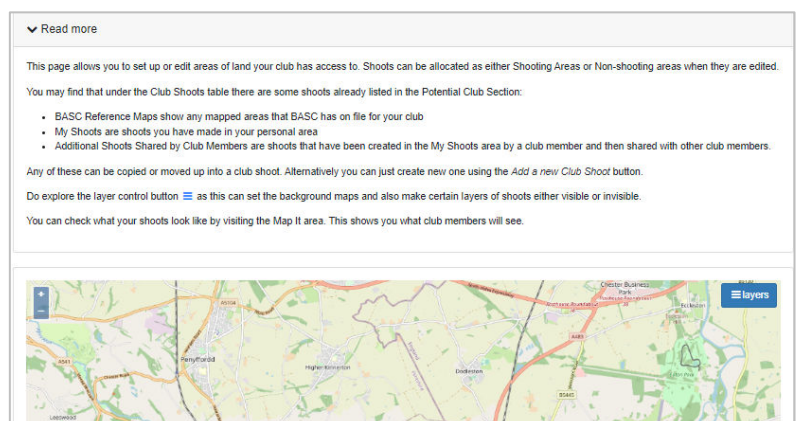 Read more
This page allows you to set up or edit areas of land your club has access to. Shoots can be allocated as either Shooting Areas or Non-shooting areas when they are edited.
You may find that under the Club Shoots table there are some shoots already listed in the Potential Club Section:
• BASC Reference Maps show any mapped areas that BASC has on file for your club
• My Shoots are shoots you have made in your personal area
• Additional Shoots Shared by Club Members are shoots that have been created in the My Shoots area by a club member and then shared with other club members.
Any of these can be copied or moved up into a club shoot. Alternatively you can just create new one using the Add a new Club Shoot button.
Do explore the layer control button ≡ as this can set the background maps and also make certain layers of shoots either visible or invisible.
You can check what your shoots look like by visiting the Map It area. This shows you what club members will see.
+
−
layers
Chester Business
Park
Eccleston
A5104
A483
Penyffordd
Higher Kinnerton
Dodleston
A541
B5445